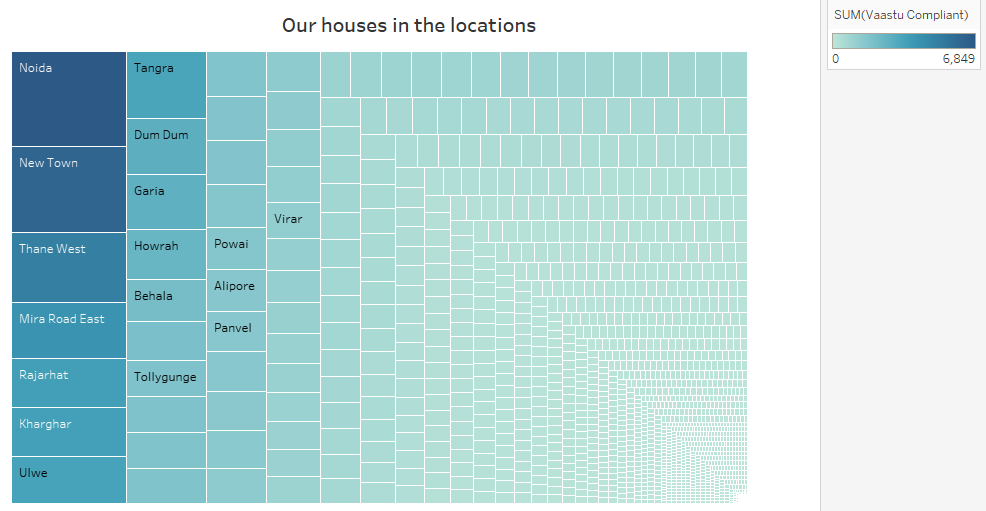 Our houses in the locations
SUM(Vaastu Compliant)
0
6,849
Noida
New Town
Thane West
Mira Road East
Rajarhat
Kharghar
Ulwe
Tangra
Dum Dum
Garia
Howrah
Behala
Tollygunge
Powai
Alipore
Panvel
Virar